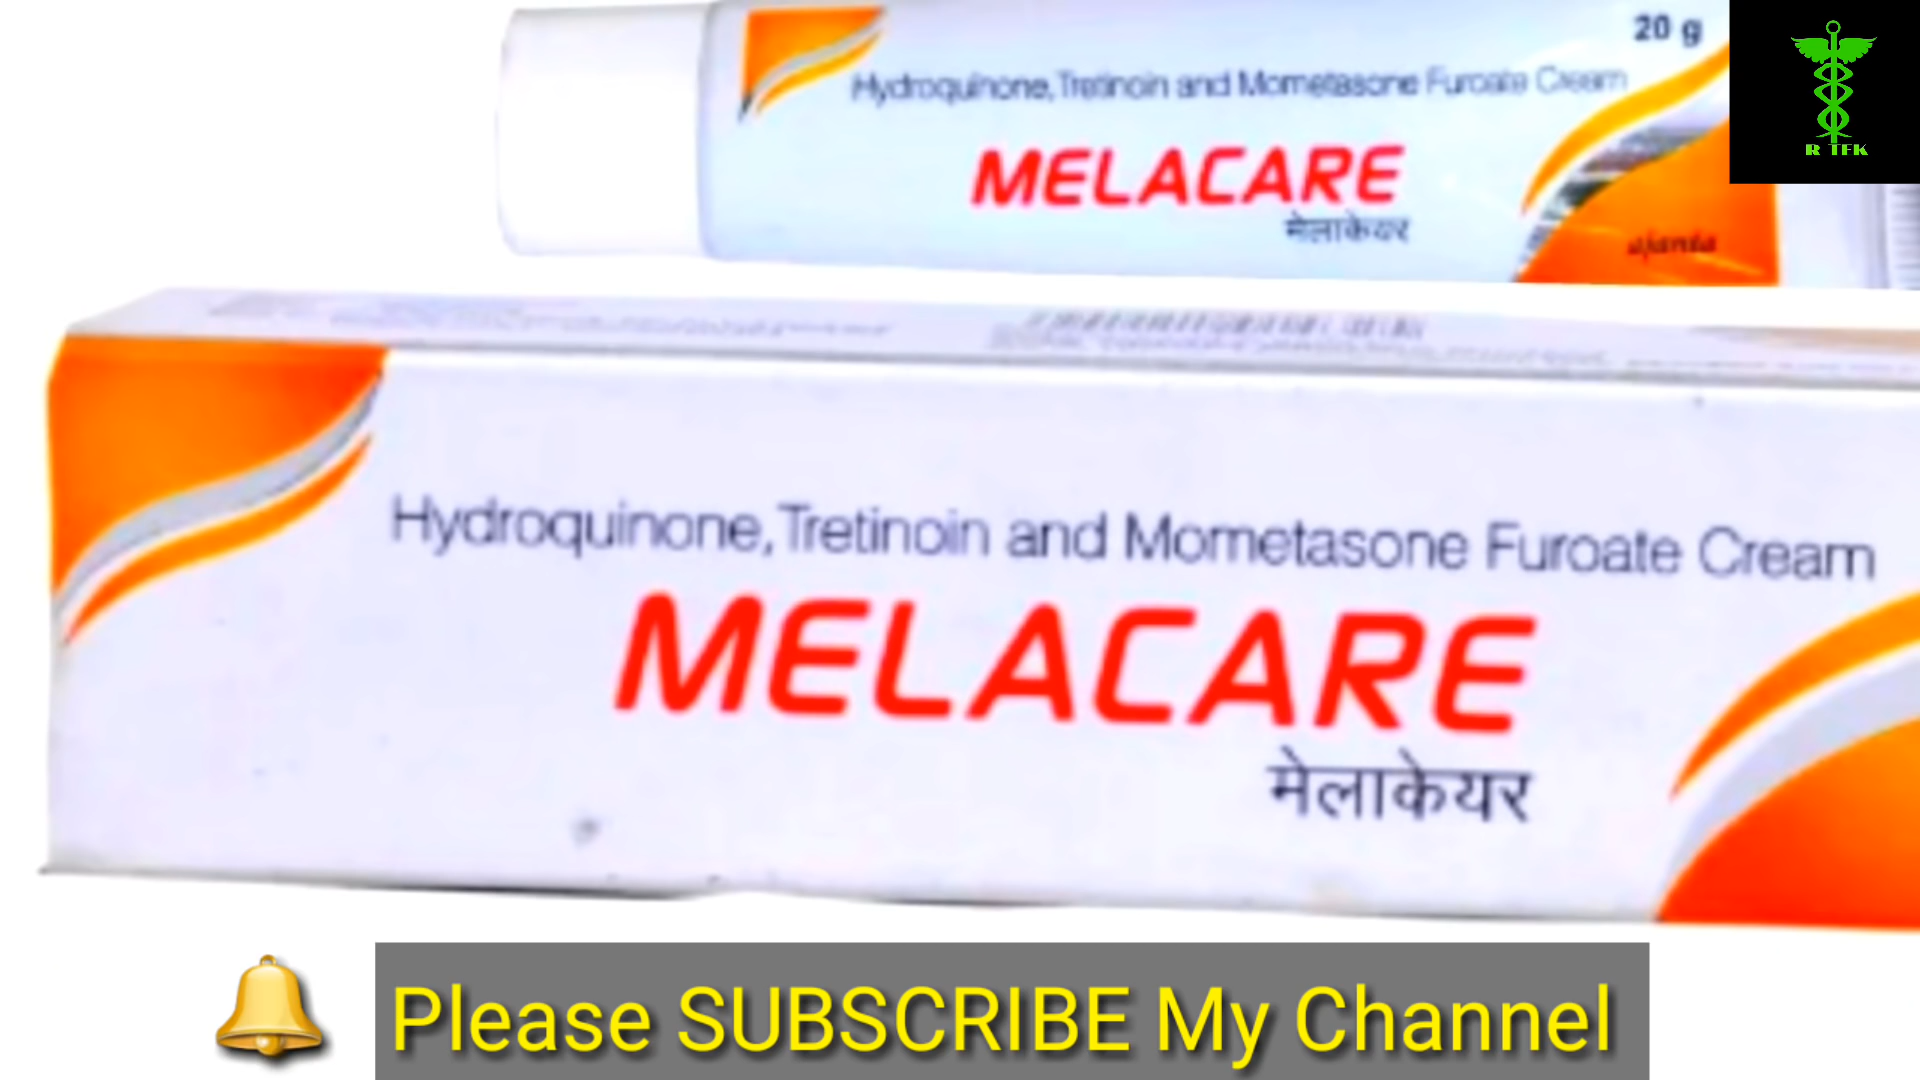 20 g
Hydroquinone, Tretinoin and Mometasone Furoate Cream
MELACARE
मेलाकेयर
ajanta
R TFK
Hydroquinone, Tretinoin and Mometasone Furoate Cream
MELACARE
मेलाकेयर
Please SUBSCRIBE My Channel